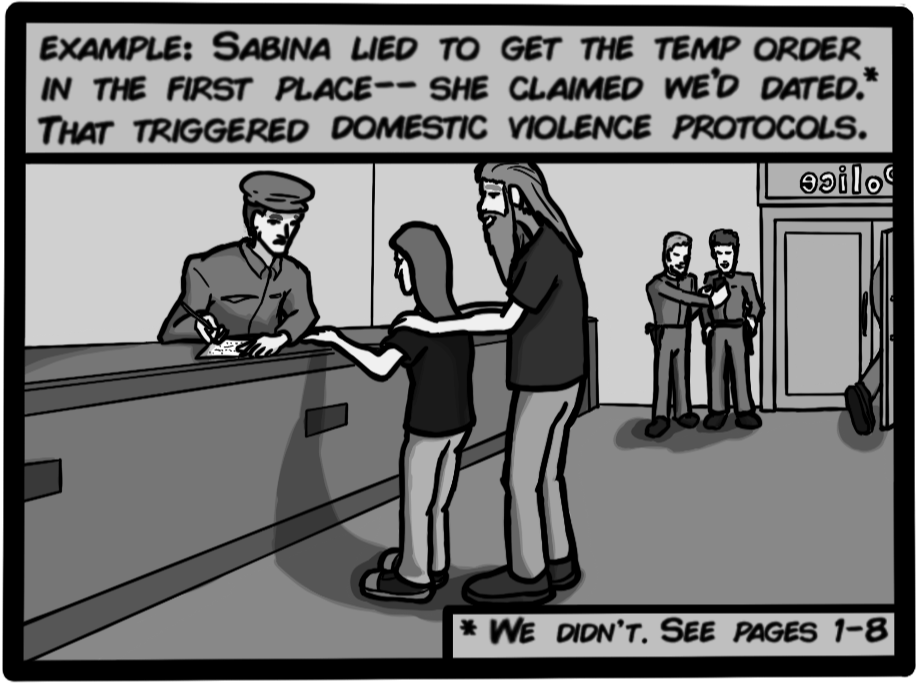 EXAMPLE: SABINA LIED TO GET THE TEMP ORDER
IN THE FIRST PLACE-- SHE CLAIMED WE'D DATED.*
THAT TRIGGERED DOMESTIC VIOLENCE PROTOCOLS.
Police
* WE DIDN'T. SEE PAGES 1-8